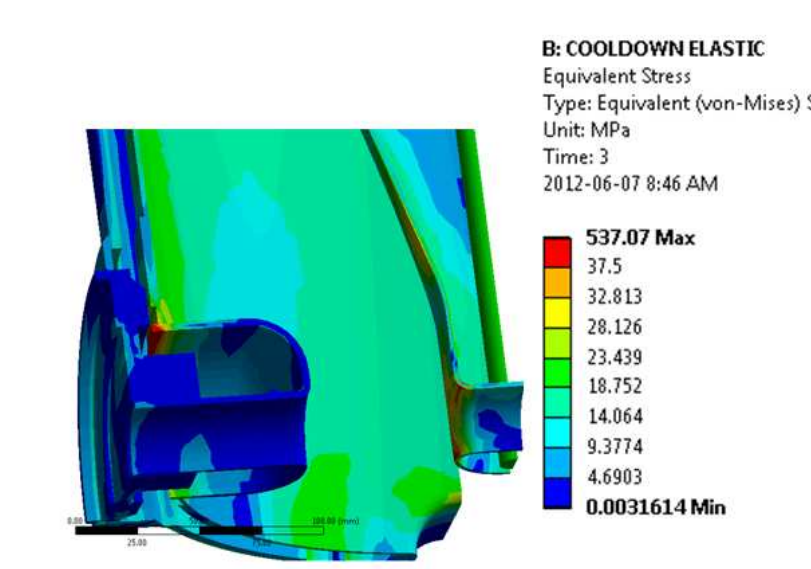 B: COOLDOWN ELASTIC
Equivalent Stress
Type: Equivalent (von-Mises) S
Unit: MPa
Time: 3
2012-06-07 8:46 AM
537.07 Max
37.5
32.813
28.126
23.439
18.752
14.064
9.3774
4.6903
0.0031614 Min
0.00
100.00 (mm)
25.00